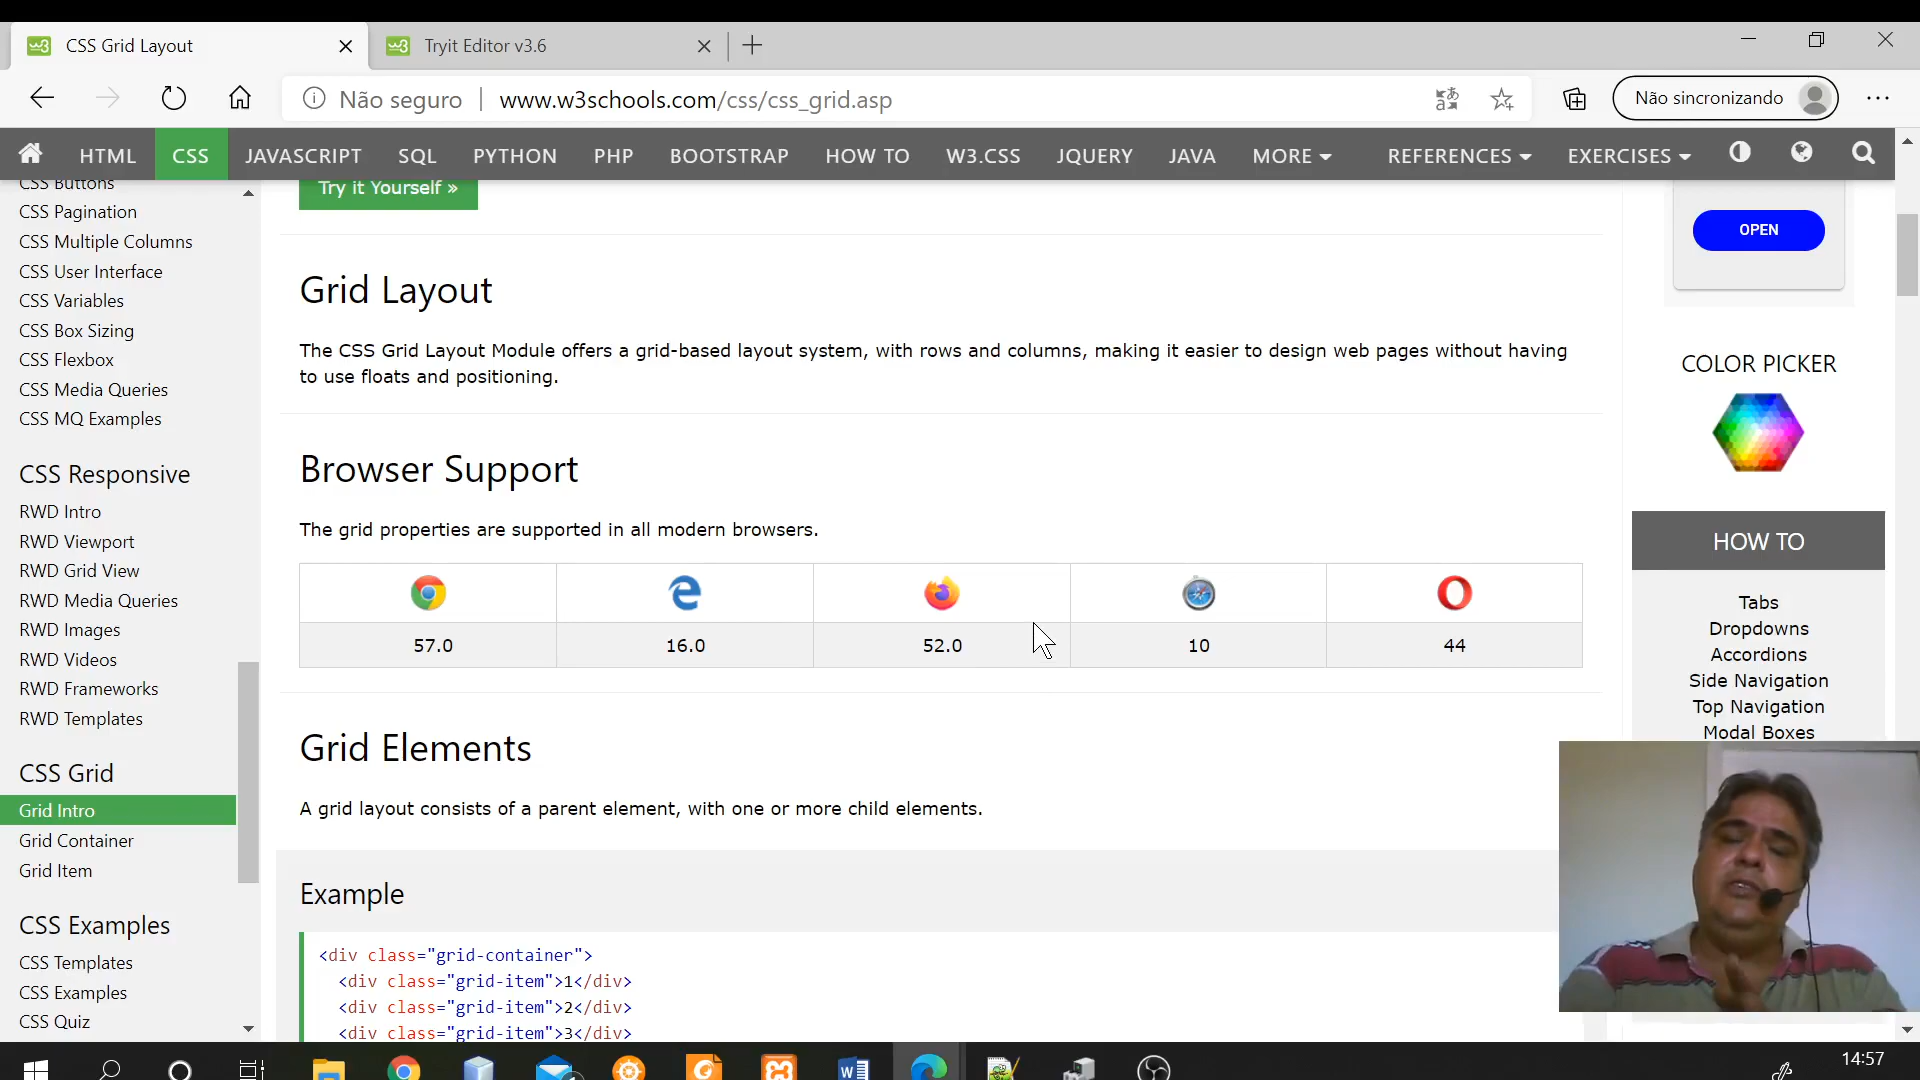 CSS Grid Layout
Tryit Editor v3.6
Não seguro
www.w3schools.com/css/css_grid.asp
Não sincronizando
HTML CSS JAVASCRIPT SQL PYTHON PHP BOOTSTRAP HOW TO W3.CSS JQUERY JAVA MORE REFERENCES EXERCISES
CSS Buttons
CSS Pagination
CSS Multiple Columns
CSS User Interface
CSS Variables
CSS Box Sizing
CSS Flexbox
CSS Media Queries
CSS MQ Examples
CSS Responsive
RWD Intro
RWD Viewport
RWD Grid View
RWD Media Queries
RWD Images
RWD Videos
RWD Frameworks
RWD Templates
CSS Grid
Grid Intro
Grid Container
Grid Item
CSS Examples
CSS Templates
CSS Examples
CSS Quiz
Try it Yourself »
Grid Layout
The CSS Grid Layout Module offers a grid-based layout system, with rows and columns, making it easier to design web pages without having
to use floats and positioning.
Browser Support
The grid properties are supported in all modern browsers.
57.0 16.0 52.0 10 44
Grid Elements
A grid layout consists of a parent element, with one or more child elements.
Example
<div class="grid-container">
<div class="grid-item">1</div>
<div class="grid-item">2</div>
<div class="grid-item">3</div>
OPEN
COLOR PICKER
HOW TO
Tabs
Dropdowns
Accordions
Side Navigation
Top Navigation
Modal Boxes
14:57